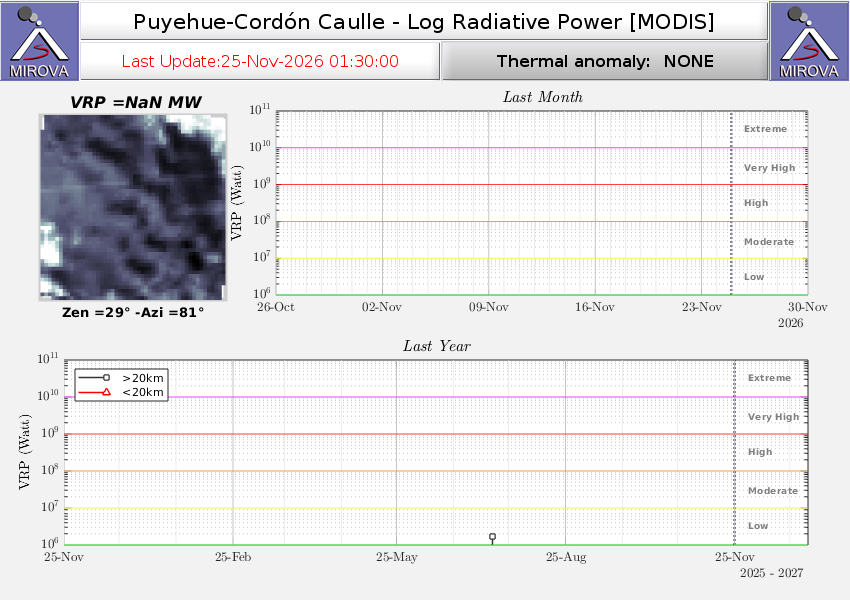 Puyehue-Cordón Caulle - Log Radiative Power [MODIS]
MIROVA
Last Update:25-Nov-2026 01:30:00
Thermal anomaly: NONE
MIROVA
VRP =NaN MW
Zen =29° -Azi =81°
Last Month
VRP (Watt)
10¹¹
10¹⁰
10⁹
10⁸
10⁷
10⁶
Extreme
Very High
High
Moderate
Low
26-Oct 02-Nov 09-Nov 16-Nov 23-Nov 30-Nov
2026
Last Year
VRP (Watt)
10¹¹
10¹⁰
10⁹
10⁸
10⁷
10⁶
>20km
<20km
Extreme
Very High
High
Moderate
Low
25-Nov 25-Feb 25-May 25-Aug 25-Nov
2025 - 2027